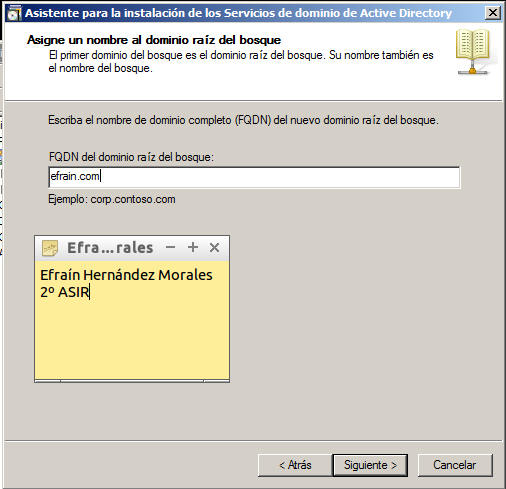 Asistente para la instalación de los Servicios de dominio de Active Directory
Asigne un nombre al dominio raíz del bosque
El primer dominio del bosque es el dominio raíz del bosque. Su nombre también es
el nombre del bosque.
Escriba el nombre de dominio completo (FQDN) del nuevo dominio raíz del bosque.
FQDN del dominio raíz del bosque:
efrain.com
Ejemplo: corp.contoso.com
Efra...rales
Efraín Hernández Morales
2º ASIR
< Atrás
Siguiente >
Cancelar